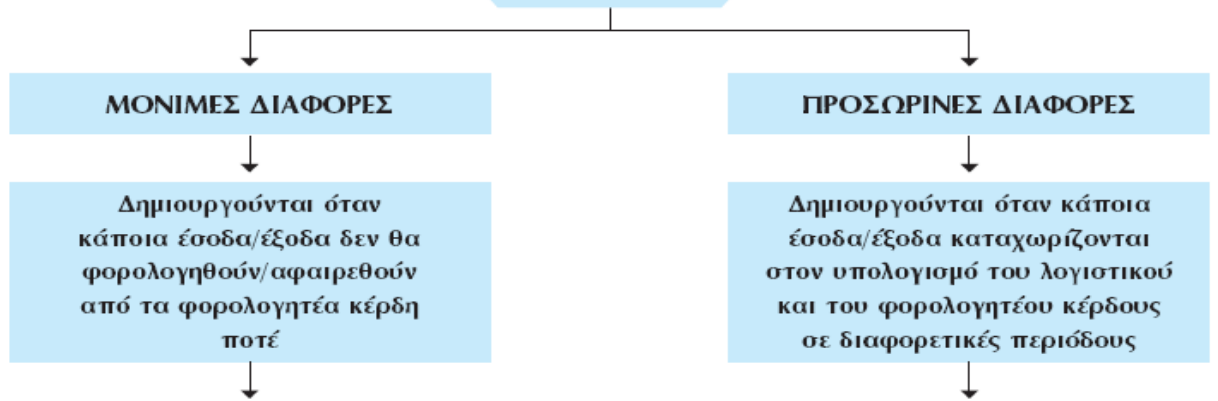 ΜΟΝΙΜΕΣ ΔΙΑΦΟΡΕΣ
Δημιουργούνται όταν
κάποια έσοδα/έξοδα δεν θα
φορολογηθούν/αφαιρεθούν
από τα φορολογητέα κέρδη
ποτέ
ΠΡΟΣΩΡΙΝΕΣ ΔΙΑΦΟΡΕΣ
Δημιουργούνται όταν κάποια
έσοδα/έξοδα καταχωρίζονται
στον υπολογισμό του λογιστικού
και του φορολογητέου κέρδους
σε διαφορετικές περιόδους